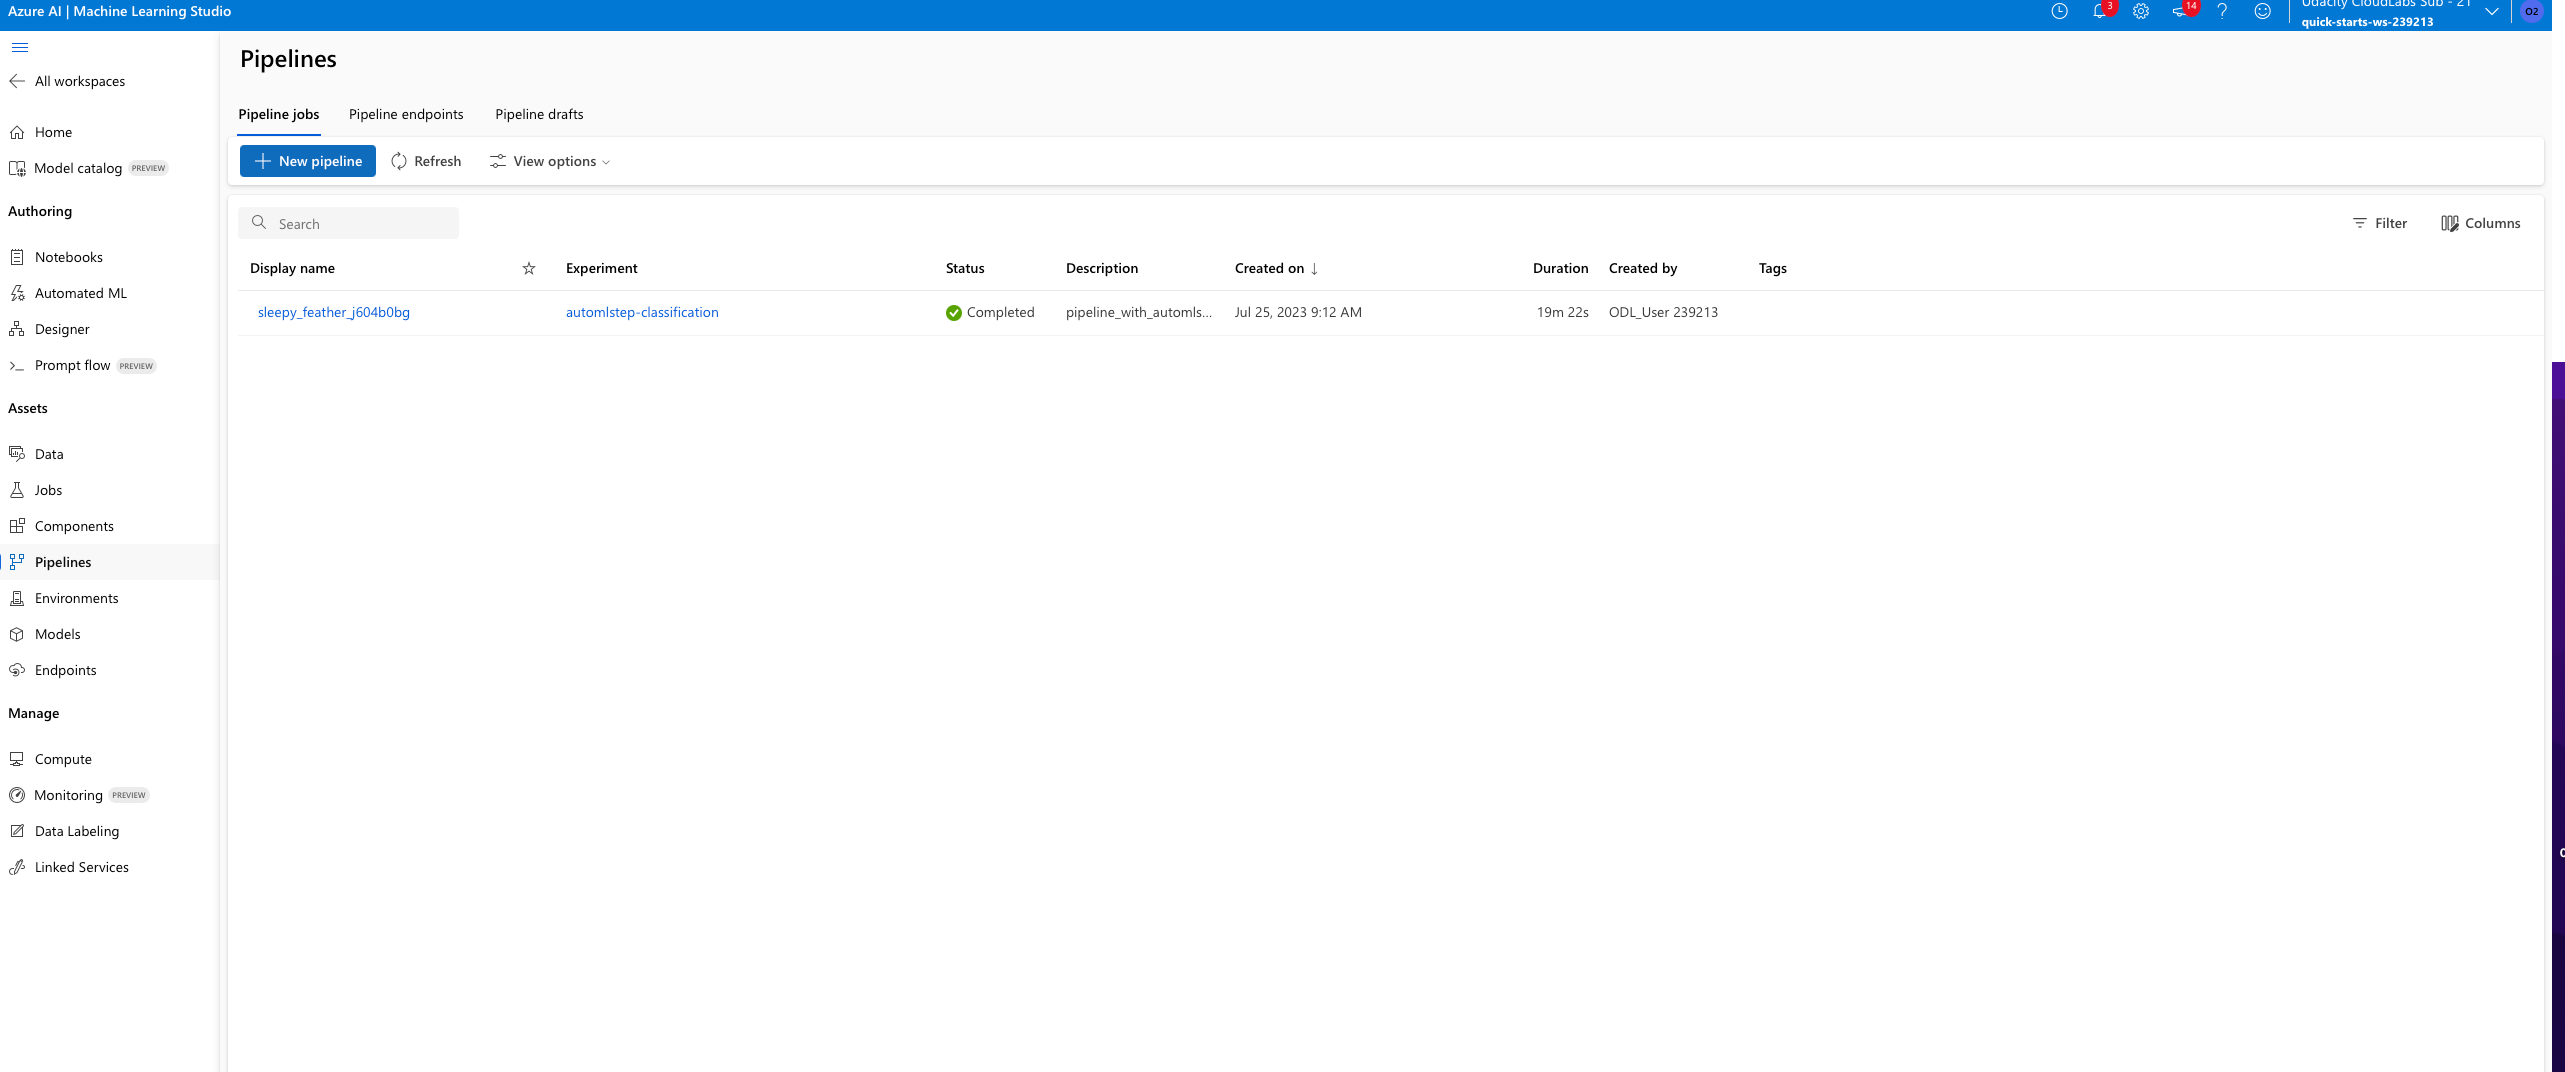 Azure AI | Machine Learning Studio
3
14
Udacity CloudLabs Sub - 21
quick-starts-ws-239213
O2
All workspaces
Home
Model catalog PREVIEW
Authoring
Notebooks
Automated ML
Designer
Prompt flow PREVIEW
Assets
Data
Jobs
Components
Pipelines
Environments
Models
Endpoints
Manage
Compute
Monitoring PREVIEW
Data Labeling
Linked Services
Pipelines
Pipeline jobs Pipeline endpoints Pipeline drafts
New pipeline Refresh View options
Search Filter Columns
Display name Experiment Status Description Created on ↓ Duration Created by Tags
sleepy_feather_j604b0bg automlstep-classification Completed pipeline_with_automls... Jul 25, 2023 9:12 AM 19m 22s ODL_User 239213